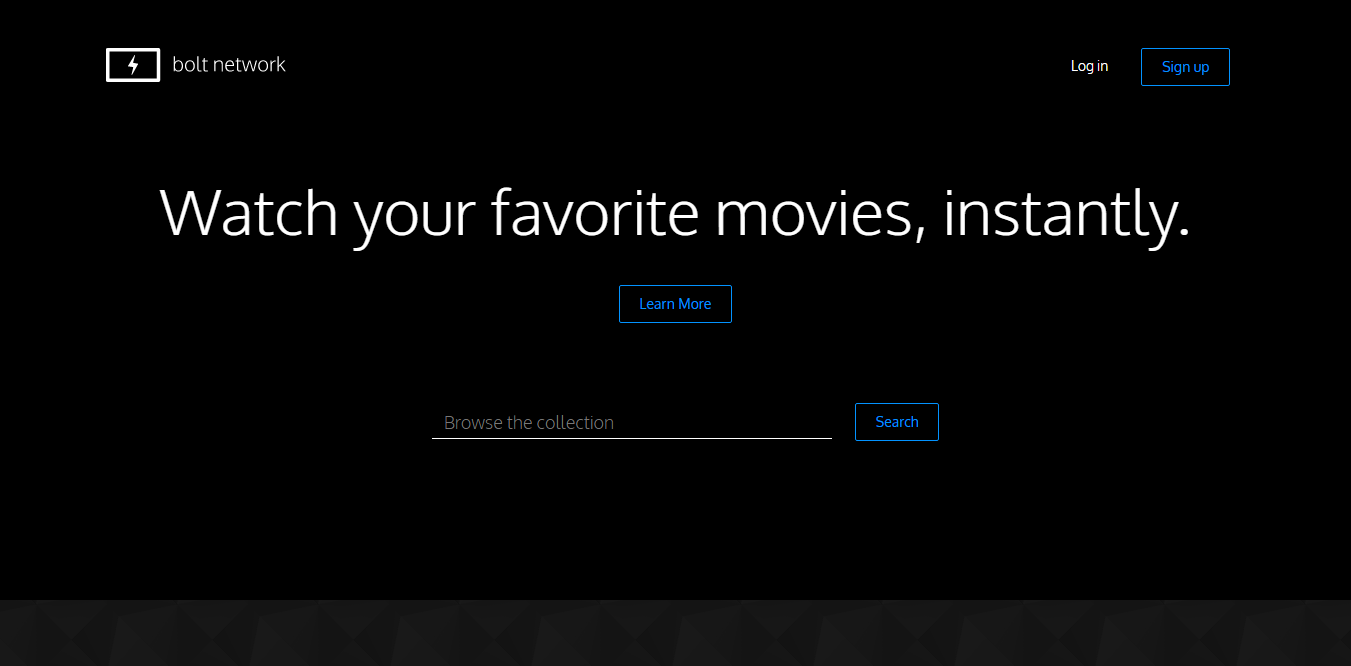 bolt network
Log in
Sign up
Watch your favorite movies, instantly.
Learn More
Browse the collection
Search